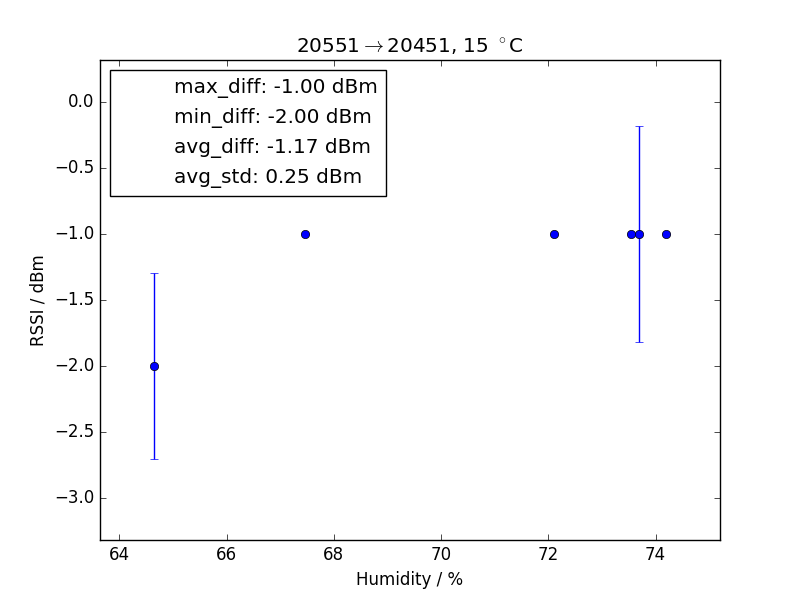 20551→20451, 15 °C
max_diff: -1.00 dBm
min_diff: -2.00 dBm
avg_diff: -1.17 dBm
avg_std: 0.25 dBm
0.0
−0.5
−1.0
−1.5
−2.0
−2.5
−3.0
RSSI / dBm
64 66 68 70 72 74
Humidity / %